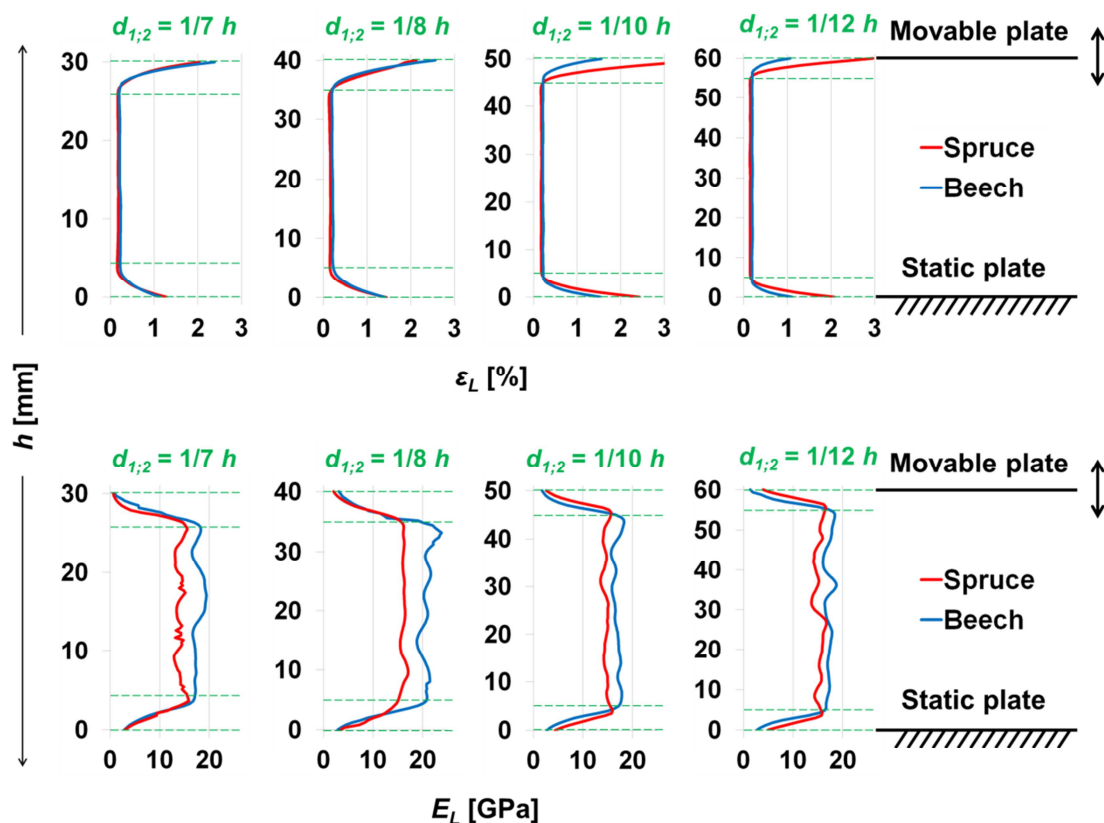 d1;2 = 1/7 h
d1;2 = 1/8 h
d1;2 = 1/10 h
d1;2 = 1/12 h
Movable plate
30
20
10
0
0 1 2 3
40
30
20
10
0
0 1 2 3
50
40
30
20
10
0
0 1 2 3
60
50
40
30
20
10
0
0 1 2 3
Spruce
Beech
Static plate
εL [%]
h [mm]
d1;2 = 1/7 h
d1;2 = 1/8 h
d1;2 = 1/10 h
d1;2 = 1/12 h
Movable plate
30
20
10
0
0 10 20
40
30
20
10
0
0 10 20
50
40
30
20
10
0
0 10 20
60
50
40
30
20
10
0
0 10 20
Spruce
Beech
Static plate
EL [GPa]